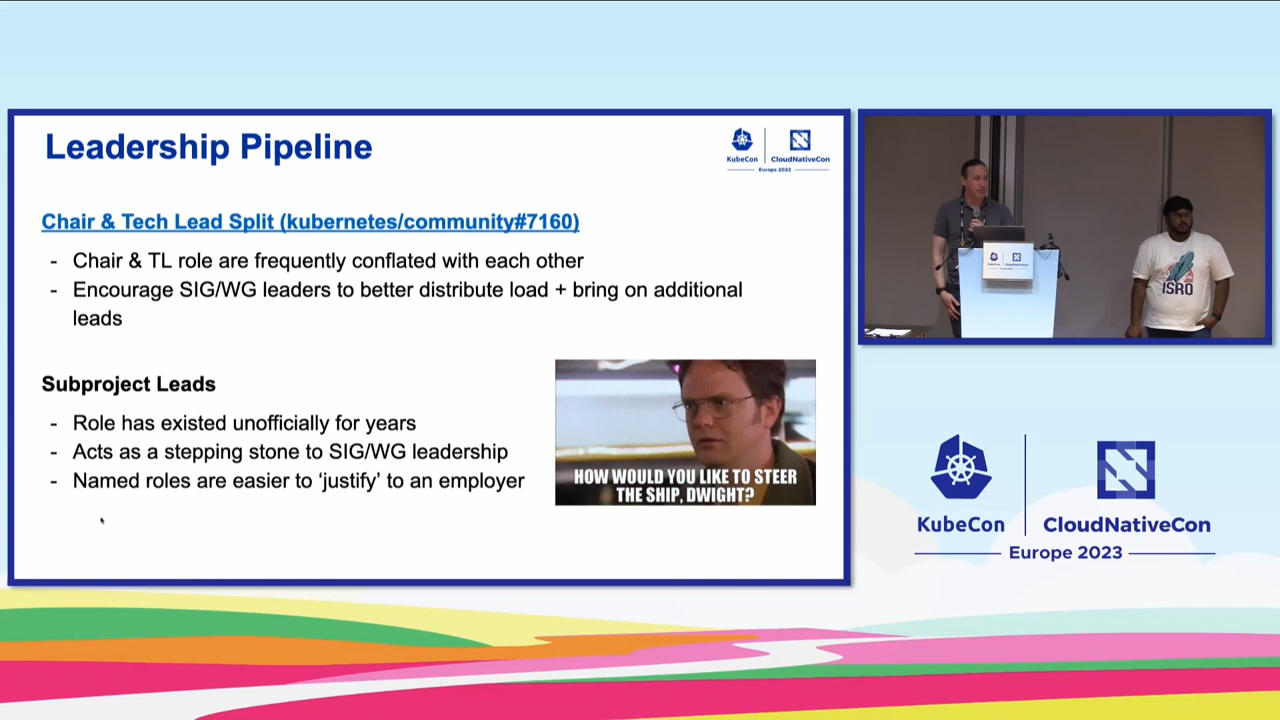 Leadership Pipeline
KubeCon
CloudNativeCon
Europe 2023
Chair & Tech Lead Split (kubernetes/community#7160)
- Chair & TL role are frequently conflated with each other
- Encourage SIG/WG leaders to better distribute load + bring on additional
leads
Subproject Leads
- Role has existed unofficially for years
- Acts as a stepping stone to SIG/WG leadership
- Named roles are easier to ‘justify’ to an employer
HOW WOULD YOU LIKE TO STEER
THE SHIP, DWIGHT?
ISRO
KubeCon
CloudNativeCon
Europe 2023